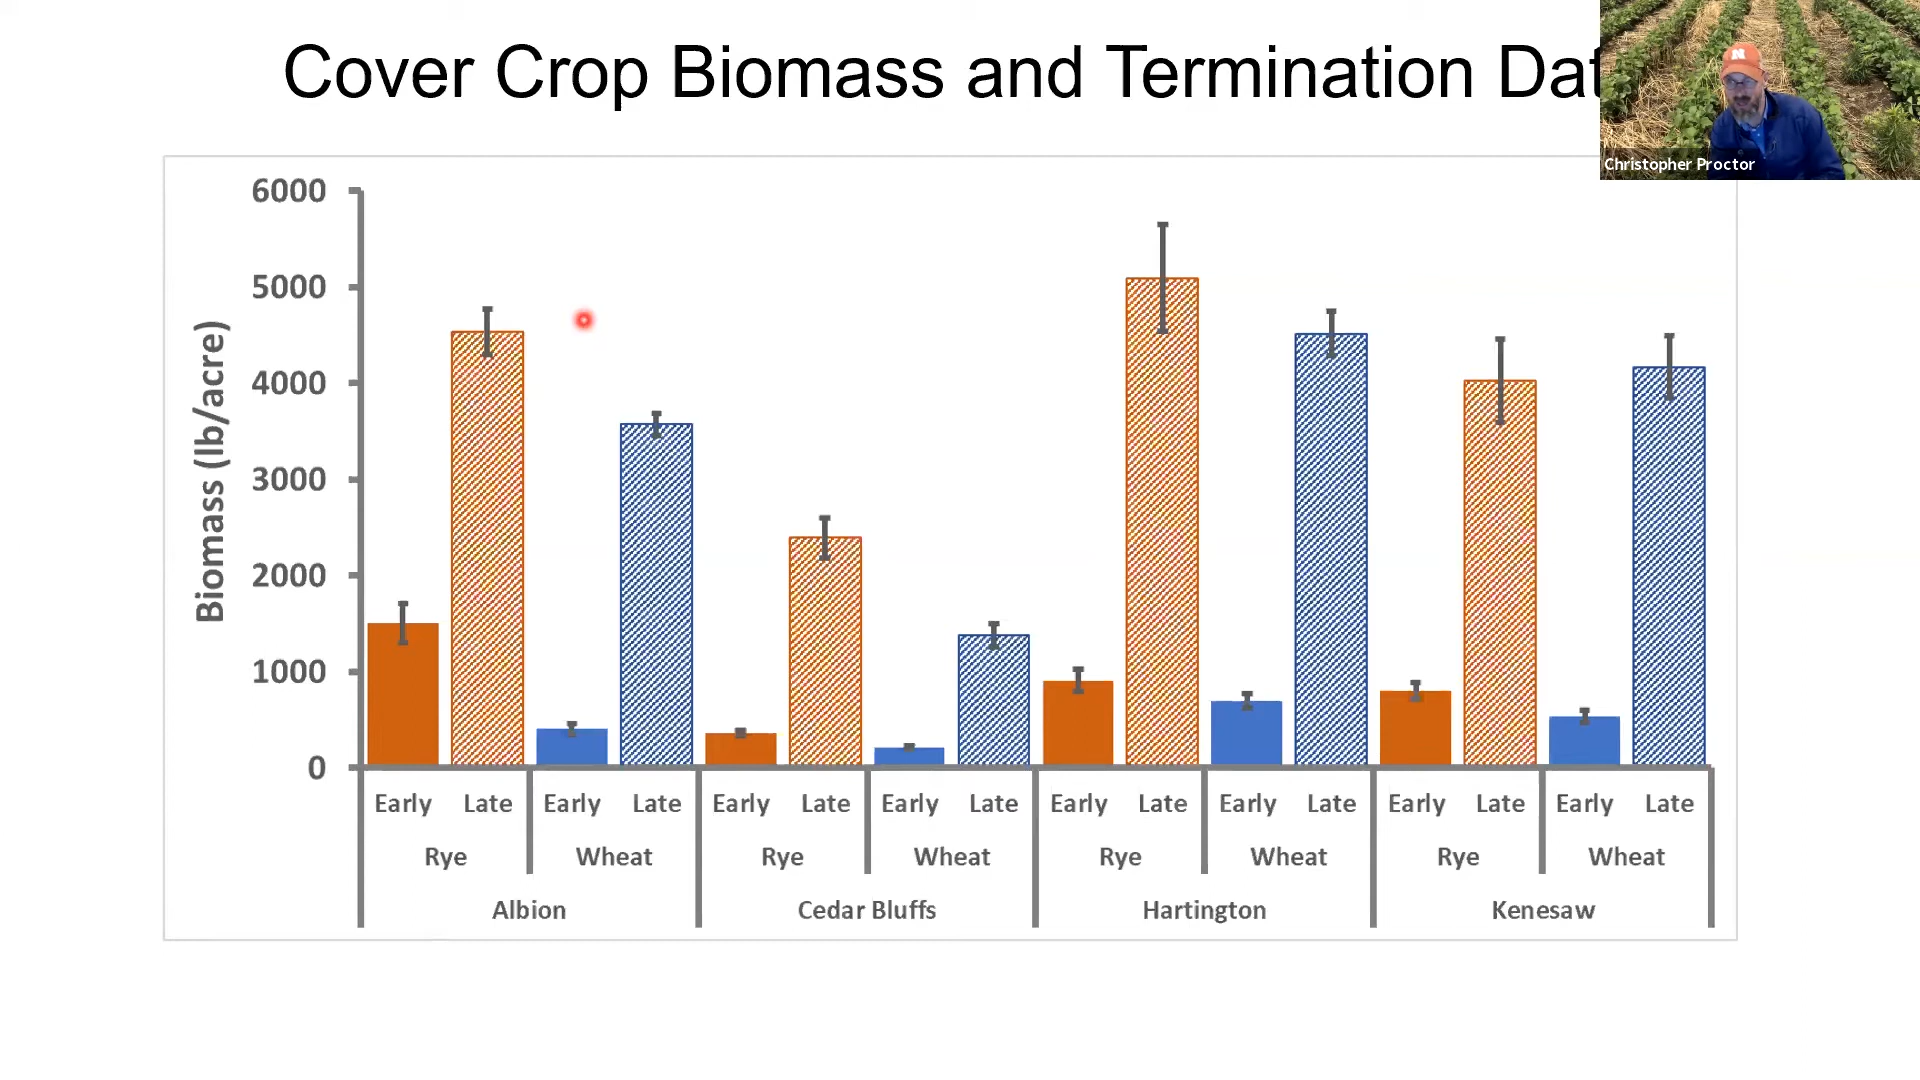 Cover Crop Biomass and Termination Dat
N
Christopher Proctor
6000
5000
4000
3000
2000
1000
0
Biomass (lb/acre)
Early Late Early Late Early Late Early Late Early Late Early Late Early Late Early Late
Rye Wheat Rye Wheat Rye Wheat Rye Wheat
Albion Cedar Bluffs Hartington Kenesaw